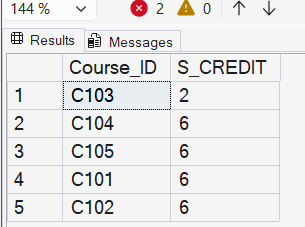 144 % 2 0
Results Messages
Course_ID S_CREDIT
1 C103 2
2 C104 6
3 C105 6
4 C101 6
5 C102 6